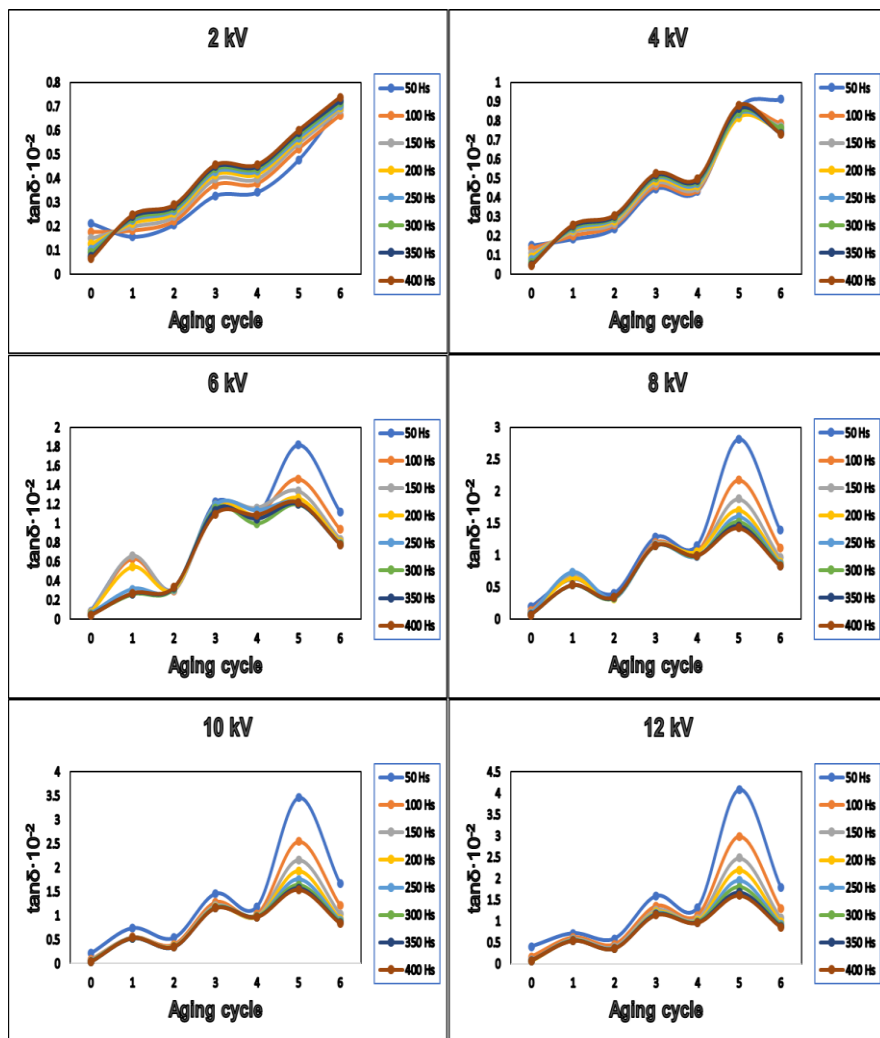 2 kV
tanδ·10⁻²
0.8
0.7
0.6
0.5
0.4
0.3
0.2
0.1
0
0 1 2 3 4 5 6
Aging cycle
50 Hs
100 Hs
150 Hs
200 Hs
250 Hs
300 Hs
350 Hs
400 Hs
4 kV
tanδ·10⁻²
1
0.9
0.8
0.7
0.6
0.5
0.4
0.3
0.2
0.1
0
0 1 2 3 4 5 6
Aging cycle
50 Hs
100 Hs
150 Hs
200 Hs
250 Hs
300 Hs
350 Hs
400 Hs
6 kV
tanδ·10⁻²
2
1.8
1.6
1.4
1.2
1
0.8
0.6
0.4
0.2
0
0 1 2 3 4 5 6
Aging cycle
50 Hs
100 Hs
150 Hs
200 Hs
250 Hs
300 Hs
350 Hs
400 Hs
8 kV
tanδ·10⁻²
3
2.5
2
1.5
1
0.5
0
0 1 2 3 4 5 6
Aging cycle
50 Hs
100 Hs
150 Hs
200 Hs
250 Hs
300 Hs
350 Hs
400 Hs
10 kV
tanδ·10⁻²
4
3.5
3
2.5
2
1.5
1
0.5
0
0 1 2 3 4 5 6
Aging cycle
50 Hs
100 Hs
150 Hs
200 Hs
250 Hs
300 Hs
350 Hs
400 Hs
12 kV
tanδ·10⁻²
4.5
4
3.5
3
2.5
2
1.5
1
0.5
0
0 1 2 3 4 5 6
Aging cycle
50 Hs
100 Hs
150 Hs
200 Hs
250 Hs
300 Hs
350 Hs
400 Hs